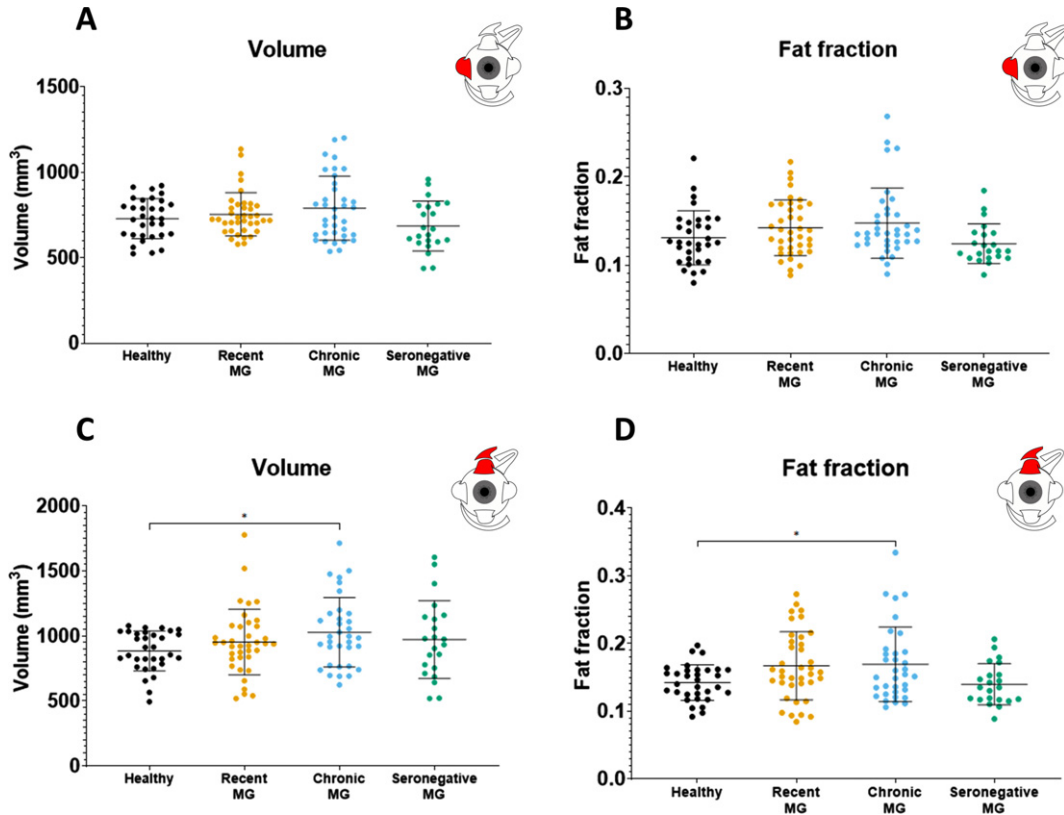 A
Volume
Volume (mm³)
1500
1000
500
0
Healthy
Recent
MG
Chronic
MG
Seronegative
MG
B
Fat fraction
Fat fraction
0.3
0.2
0.1
0.0
Healthy
Recent
MG
Chronic
MG
Seronegative
MG
C
Volume
Volume (mm³)
2000
1500
1000
500
0
*
Healthy
Recent
MG
Chronic
MG
Seronegative
MG
D
Fat fraction
Fat fraction
0.4
0.3
0.2
0.1
0.0
*
Healthy
Recent
MG
Chronic
MG
Seronegative
MG